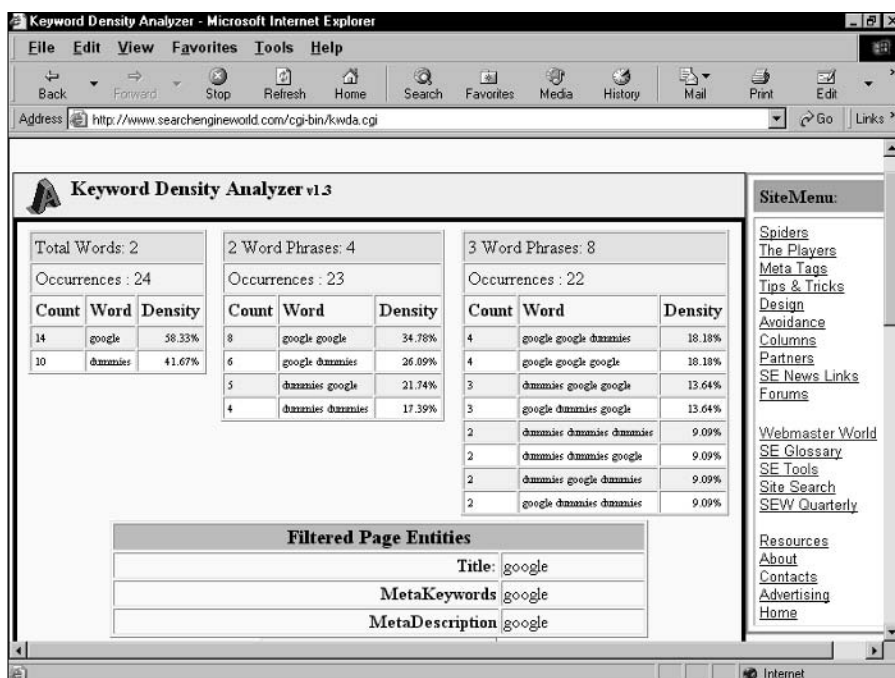 Keyword Density Analyzer - Microsoft Internet Explorer
File Edit View Favorites Tools Help
Back Forward Stop Refresh Home Search Favorites Media History Mail Print Edit
Address http://www.searchengineworld.com/cgi-bin/kwda.cgi Go Links
Keyword Density Analyzer v1.3
Total Words: 2
Occurrences : 24
Count Word Density
14 google 58.33%
10 dummies 41.67%
2 Word Phrases: 4
Occurrences : 23
Count Word Density
8 google google 34.78%
6 google dummies 26.09%
5 dummies google 21.74%
4 dummies dummies 17.39%
3 Word Phrases: 8
Occurrences : 22
Count Word Density
4 google google dummies 18.18%
4 google google google 18.18%
3 dummies google google 13.64%
3 google dummies google 13.64%
2 dummies dummies dummies 9.09%
2 dummies dummies google 9.09%
2 dummies google dummies 9.09%
2 google dummies dummies 9.09%
Filtered Page Entities
Title: google
MetaKeywords google
MetaDescription google
SiteMenu:
Spiders
The Players
Meta Tags
Tips & Tricks
Design
Avoidance
Columns
Partners
SE News Links
Forums
Webmaster World
SE Glossary
SE Tools
Site Search
SEW Quarterly
Resources
About
Contacts
Advertising
Home
Internet